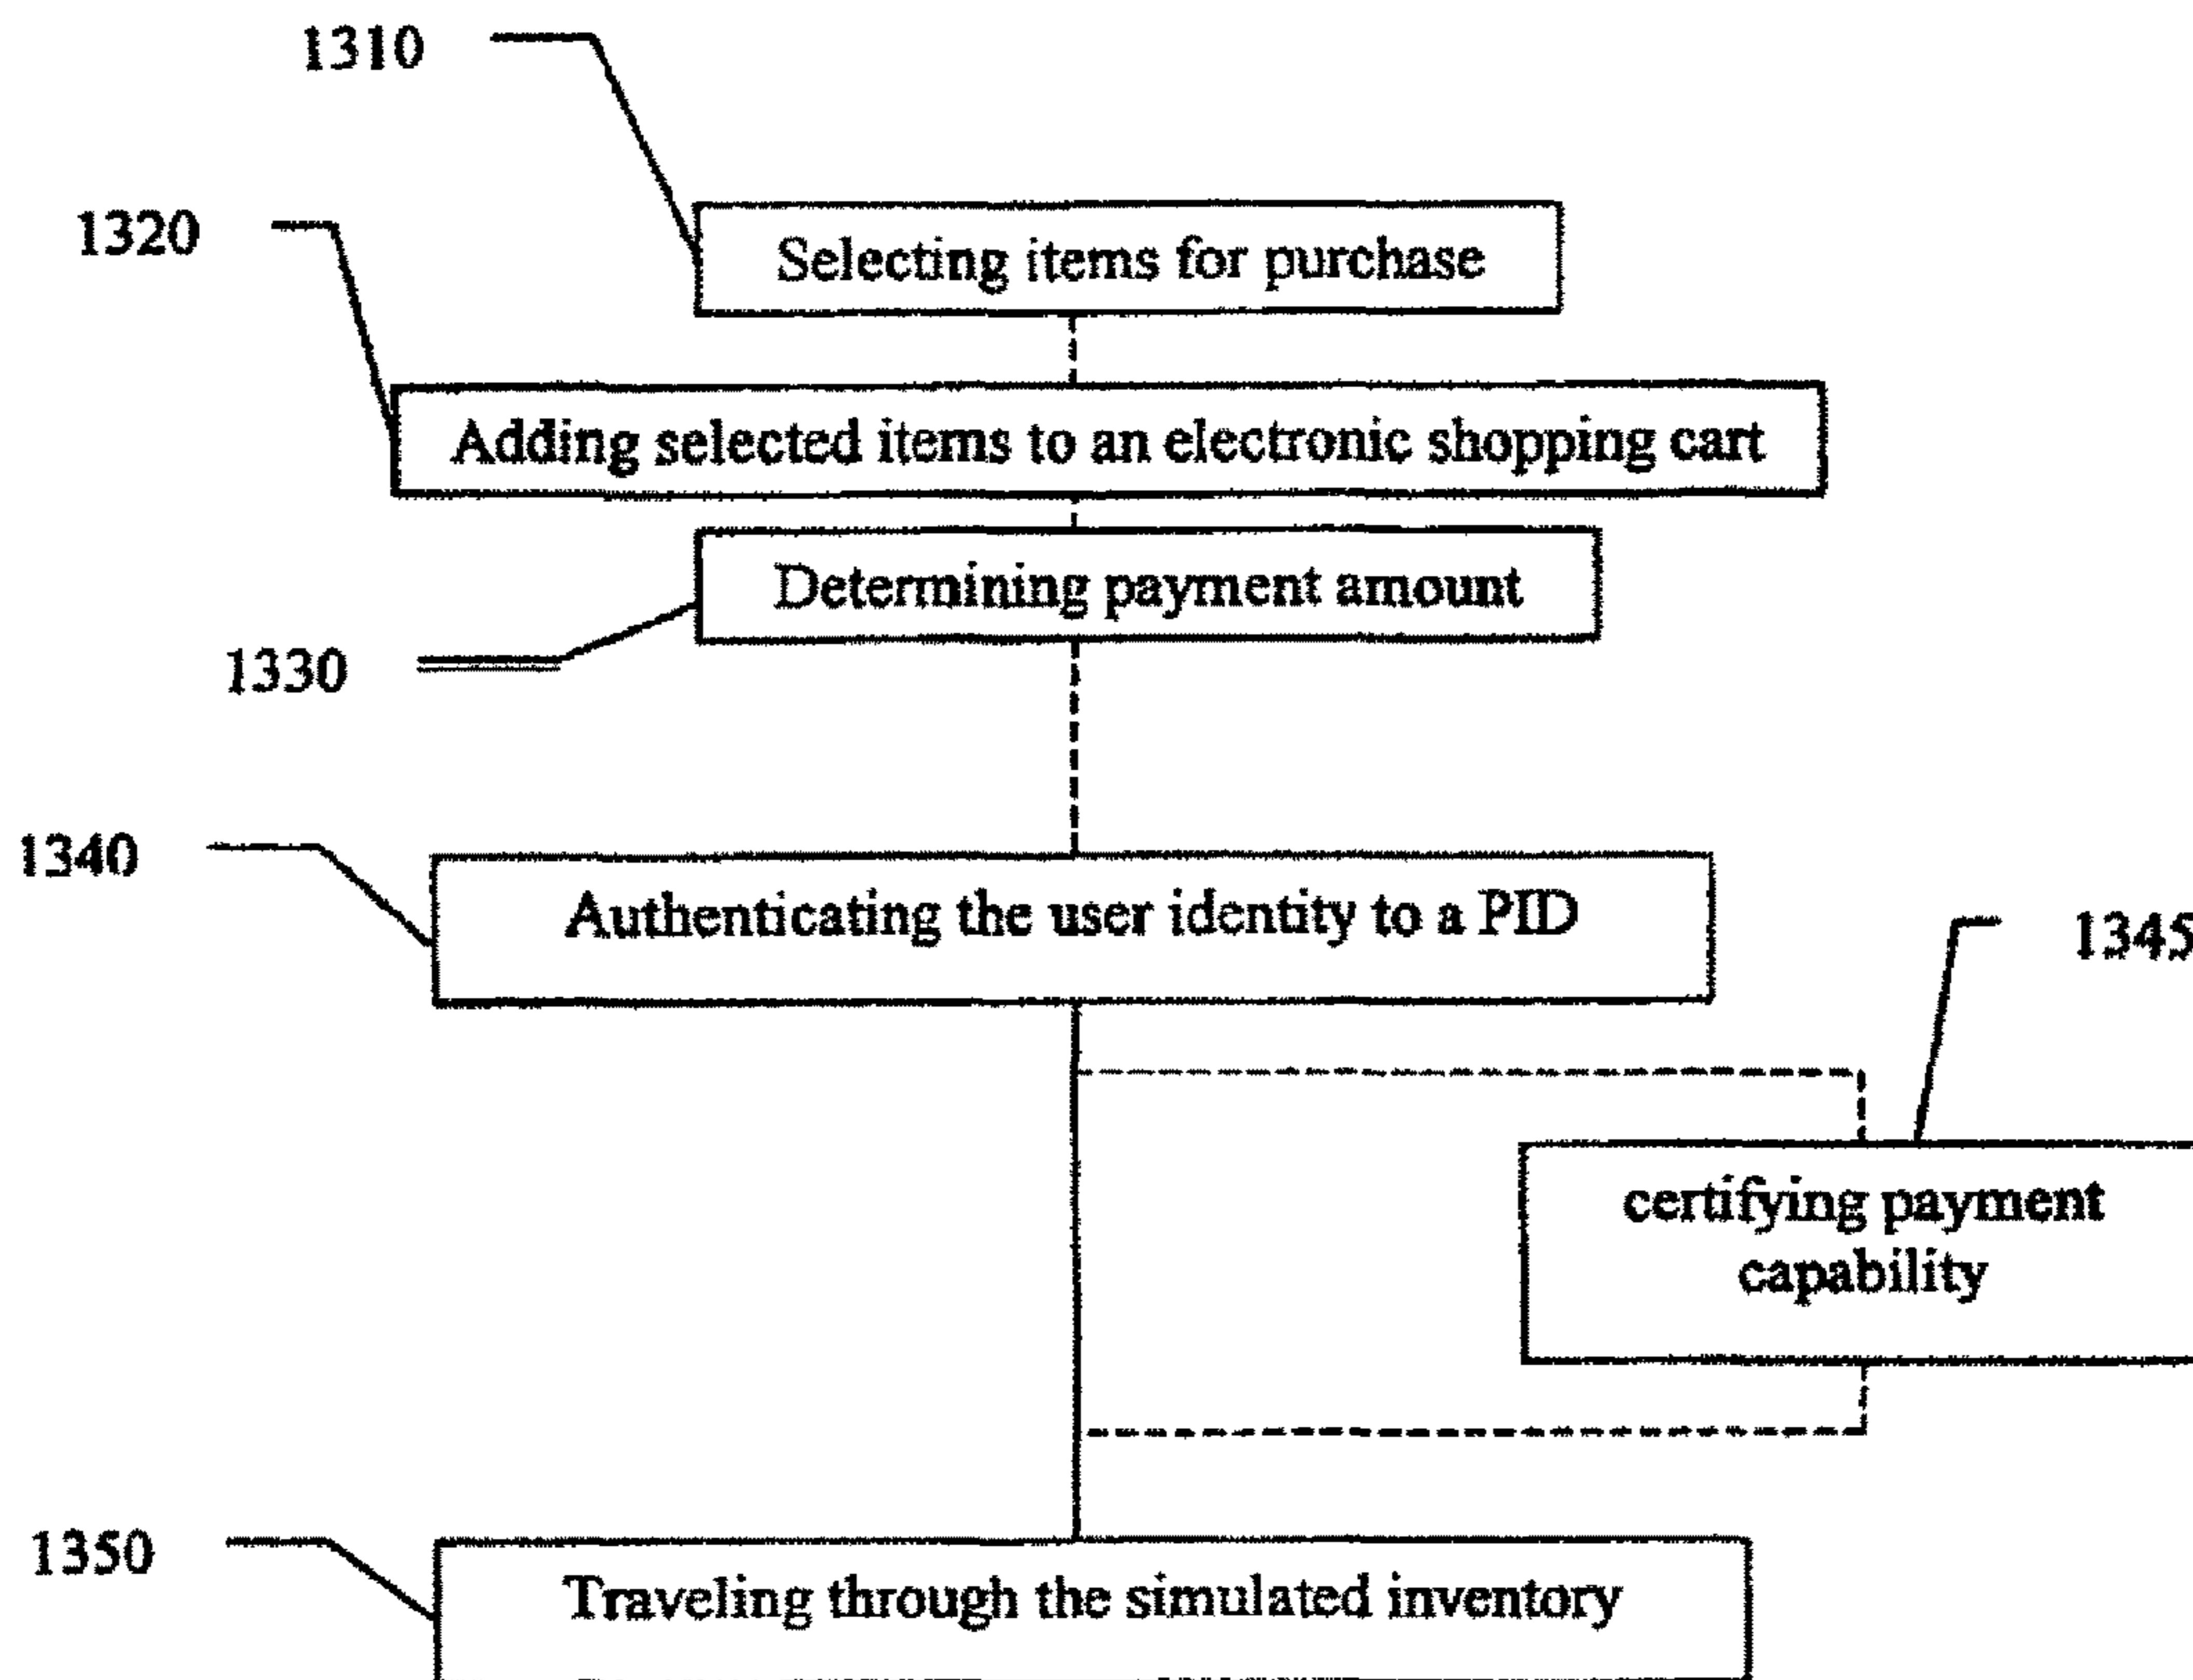 1310
Selecting items for purchase
1320
Adding selected items to an electronic shopping cart
Determining payment amount
1330
1340
Authenticating the user identity to a PID
1345
certifying payment
capability
1350
Traveling through the simulated inventory